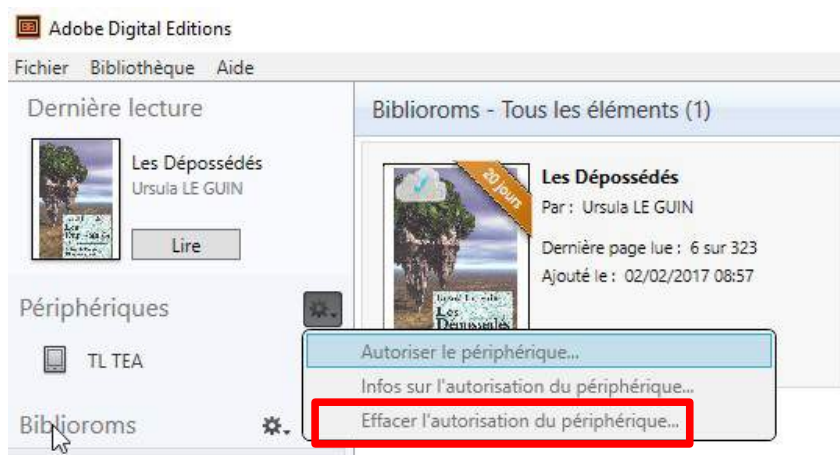 Adobe Digital Editions
Fichier Bibliothèque Aide
Dernière lecture
Les Dépossédés
Ursula LE GUIN
Lire
Périphériques
TL TEA
Biblioroms
Biblioroms - Tous les éléments (1)
20 jours
Les Dépossédés
Par : Ursula LE GUIN
Dernière page lue : 6 sur 323
Ajouté le : 02/02/2017 08:57
Les
Dépossédés
Autoriser le périphérique...
Infos sur l'autorisation du périphérique...
Effacer l'autorisation du périphérique...